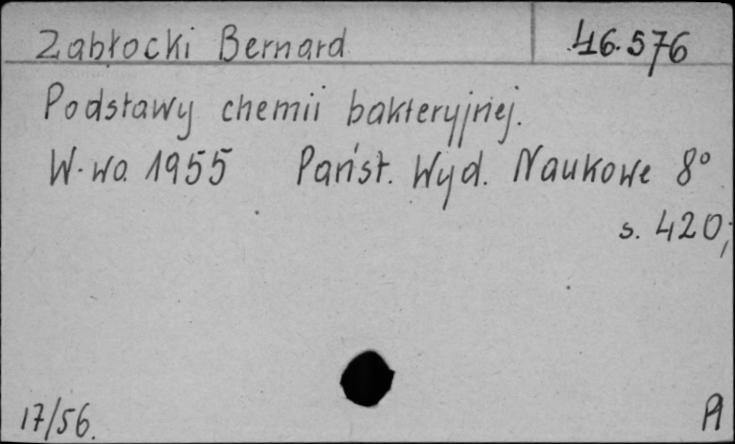 Zabłocki Bernard 46.576
Podstawy chemii bakteryjnej.
W-wa 1955 Państ. Wyd. Naukowe 8°
s. 420;
17/56.